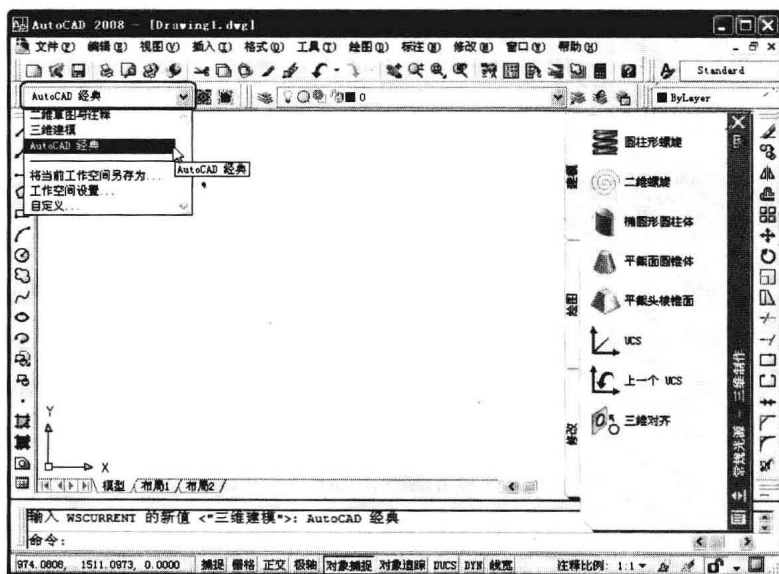 AutoCAD 2008 - [Drawing1.dwg]
文件(F) 编辑(E) 视图(V) 插入(I) 格式(O) 工具(T) 绘图(D) 标注(N) 修改(M) 窗口(W) 帮助(H)
Standard
AutoCAD 经典
0
ByLayer
二维草图与注释
三维建模
AutoCAD 经典
将当前工作空间另存为...
工作空间设置...
自定义...
AutoCAD 经典
建模
圆柱形螺旋
二维螺旋
椭圆形圆柱体
平截面圆锥体
绘图
平截头棱锥面
UCS
上一个 UCS
修改
三维对齐
常规光源 - 三维制作
Y
X
模型 / 布局1 / 布局2 /
输入 WSCURRENT 的新值 <"三维建模">: AutoCAD 经典
命令:
974.0808, 1511.0973, 0.0000 捕捉 栅格 正交 极轴 对象捕捉 对象追踪 DUCS DYN 线宽 注释比例: 1:1